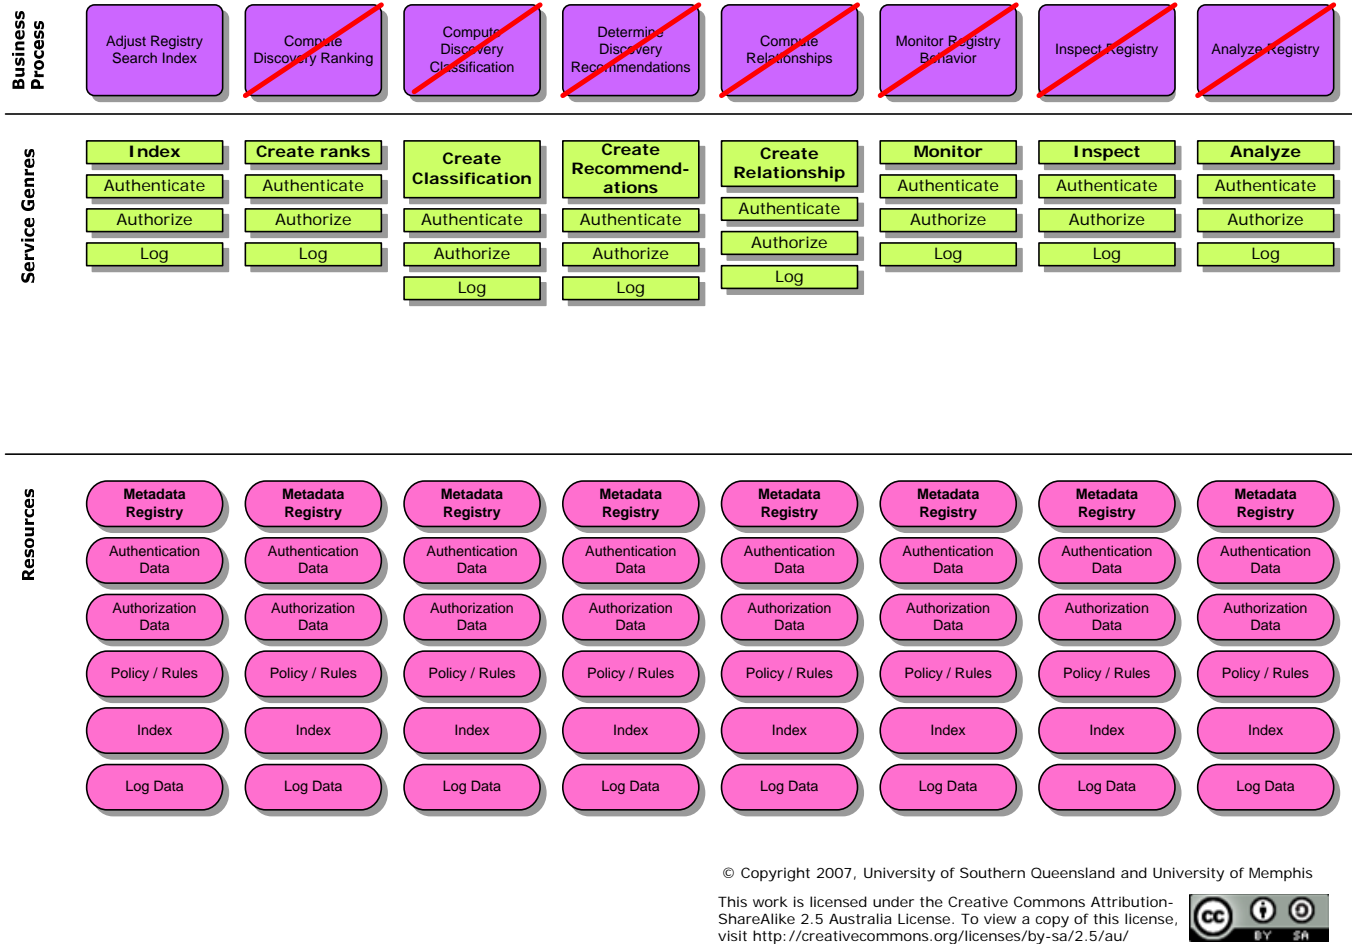 Business
Process
Adjust Registry
Search Index
Compute
Discovery Ranking
Compute
Discovery
Classification
Determine
Discovery
Recommendations
Compute
Relationships
Monitor Registry
Behavior
Inspect Registry
Analyze Registry
Service Genres
Index
Authenticate
Authorize
Log
Create ranks
Authenticate
Authorize
Log
Create
Classification
Authenticate
Authorize
Log
Create
Recommend-
ations
Authenticate
Authorize
Log
Create
Relationship
Authenticate
Authorize
Log
Monitor
Authenticate
Authorize
Log
Inspect
Authenticate
Authorize
Log
Analyze
Authenticate
Authorize
Log
Resources
Metadata
Registry
Authentication
Data
Authorization
Data
Policy / Rules
Index
Log Data
Metadata
Registry
Authentication
Data
Authorization
Data
Policy / Rules
Index
Log Data
Metadata
Registry
Authentication
Data
Authorization
Data
Policy / Rules
Index
Log Data
Metadata
Registry
Authentication
Data
Authorization
Data
Policy / Rules
Index
Log Data
Metadata
Registry
Authentication
Data
Authorization
Data
Policy / Rules
Index
Log Data
Metadata
Registry
Authentication
Data
Authorization
Data
Policy / Rules
Index
Log Data
Metadata
Registry
Authentication
Data
Authorization
Data
Policy / Rules
Index
Log Data
Metadata
Registry
Authentication
Data
Authorization
Data
Policy / Rules
Index
Log Data
© Copyright 2007, University of Southern Queensland and University of Memphis
This work is licensed under the Creative Commons Attribution-
ShareAlike 2.5 Australia License. To view a copy of this license,
visit http://creativecommons.org/licenses/by-sa/2.5/au/
cc
BY SA